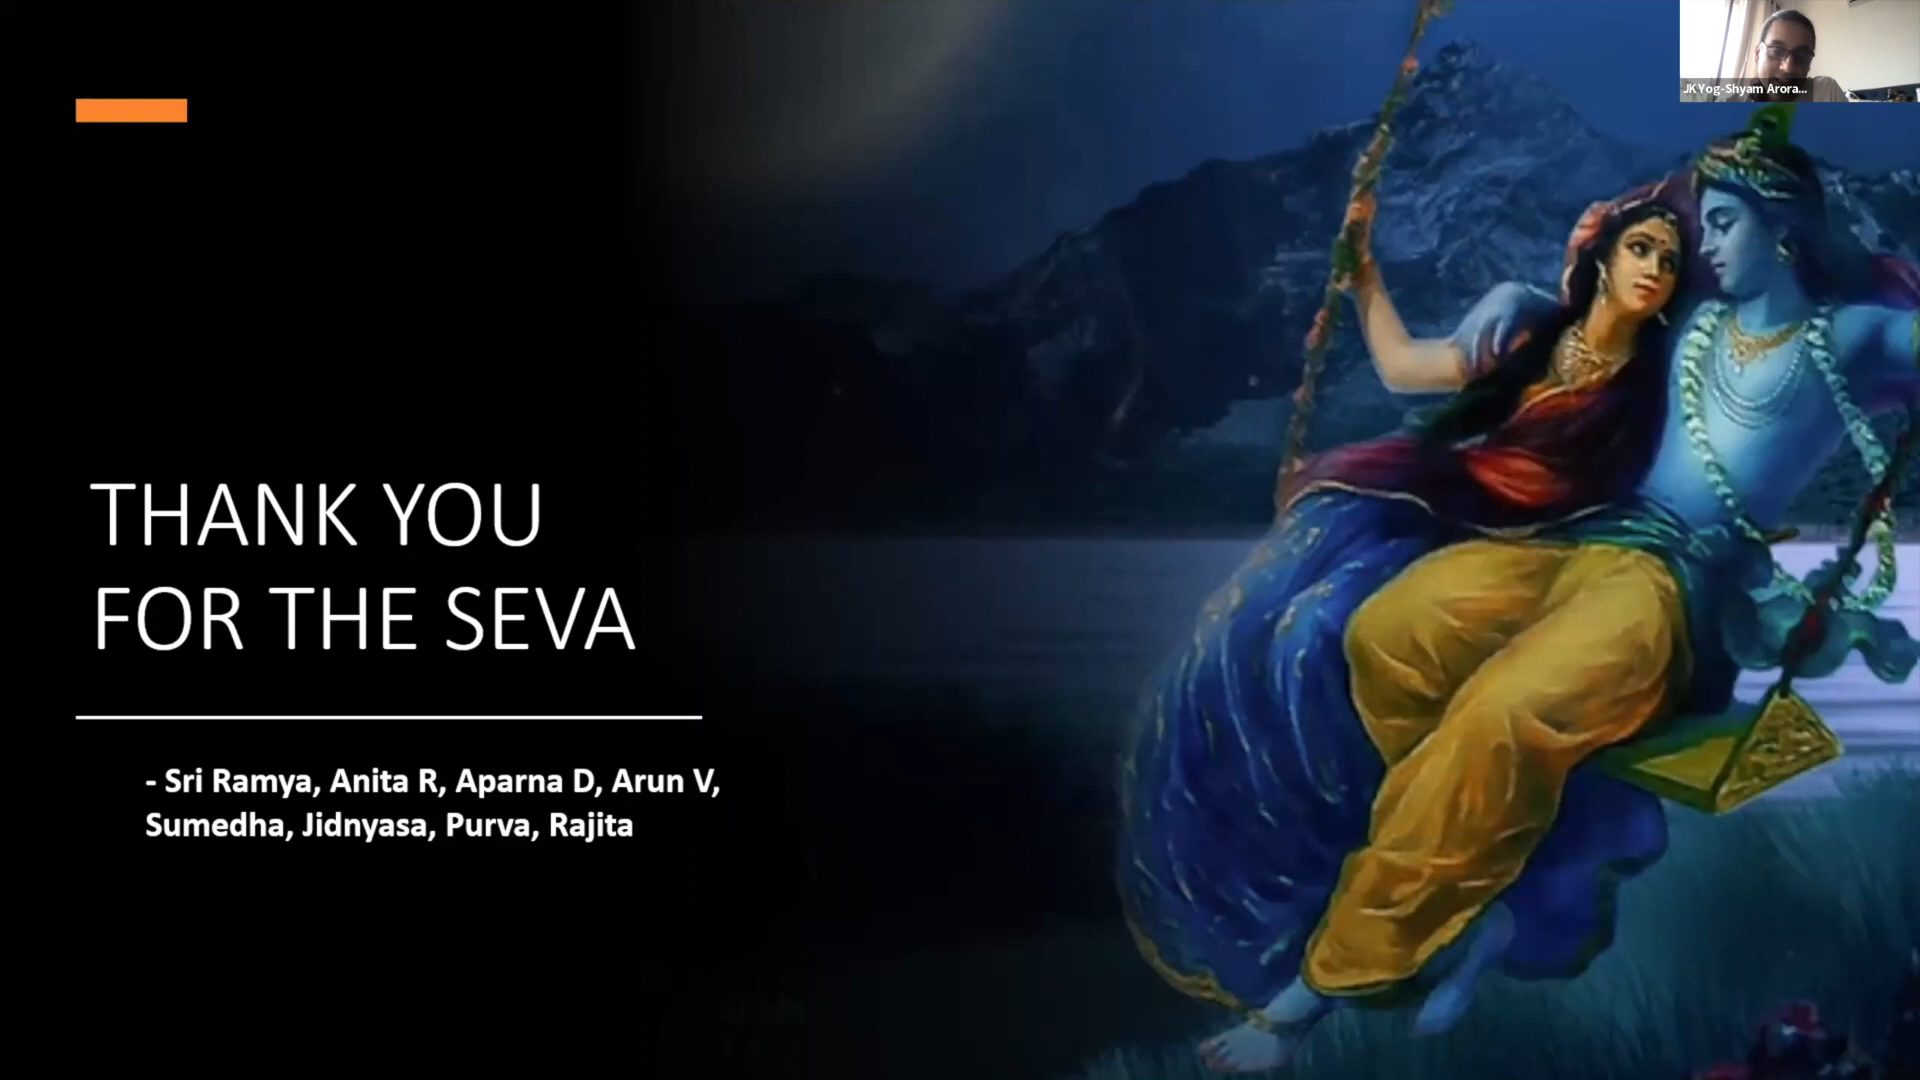 JKYog-Shyam Arora...
THANK YOU
FOR THE SEVA
- Sri Ramya, Anita R, Aparna D, Arun V,
Sumedha, Jidnyasa, Purva, Rajita